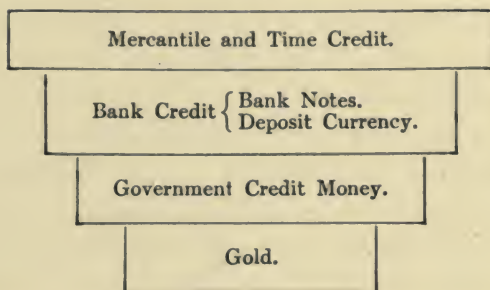 Mercantile and Time Credit.
Bank Credit { Bank Notes.
Deposit Currency.
Government Credit Money.
Gold.